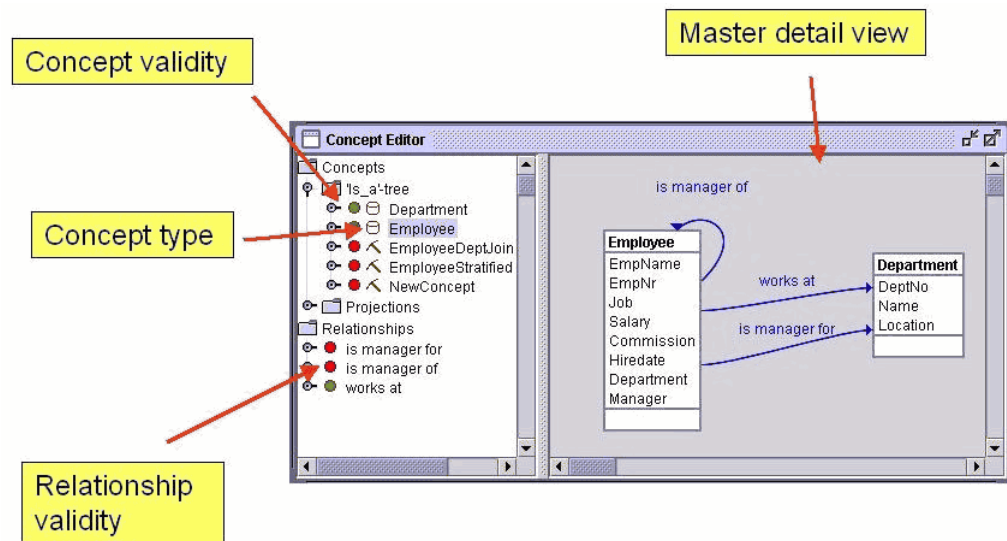 Master detail view
Concept validity
Concept type
Relationship
validity
Concept Editor
Concepts
'Is_a'-tree
Department
Employee
EmployeeDeptJoin
EmployeeStratified
NewConcept
Projections
Relationships
is manager for
is manager of
works at
is manager of
Employee
EmpName
EmpNr
Job
Salary
Commission
Hiredate
Department
Manager
works at
is manager for
Department
DeptNo
Name
Location